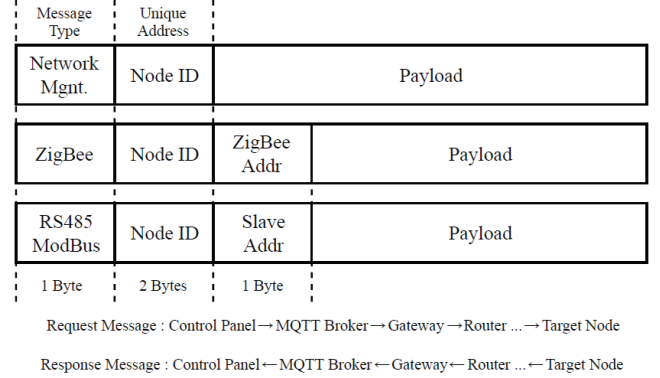 Message Unique
Type Address
Network
Mgnt.
Node ID
Payload
ZigBee
Node ID
ZigBee
Addr
Payload
RS485
ModBus
Node ID
Slave
Addr
Payload
1 Byte 2 Bytes 1 Byte
Request Message : Control Panel→MQTT Broker→Gateway→Router ...→Target Node
Response Message : Control Panel←MQTT Broker←Gateway←Router ...←Target Node